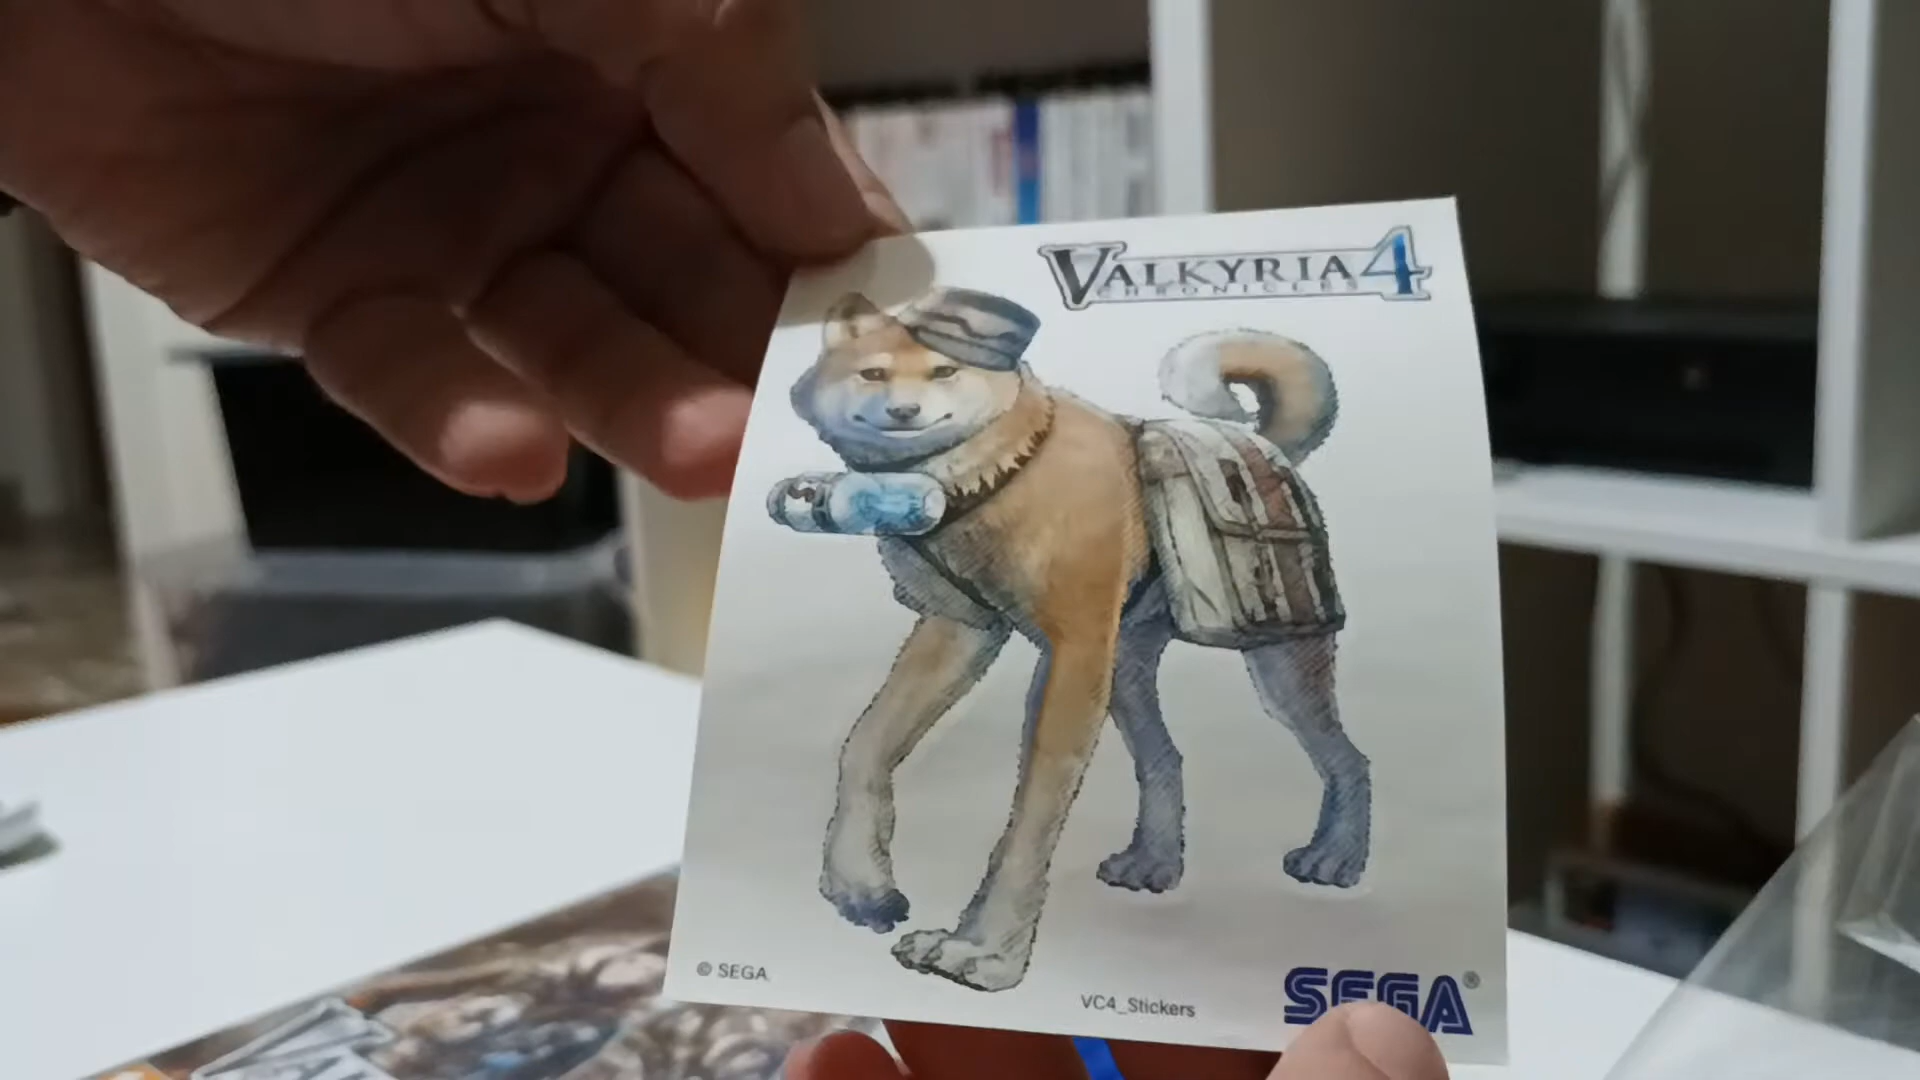 VALKYRIA 4
CHRONICLES
© SEGA
VC4_Stickers
SEGA®